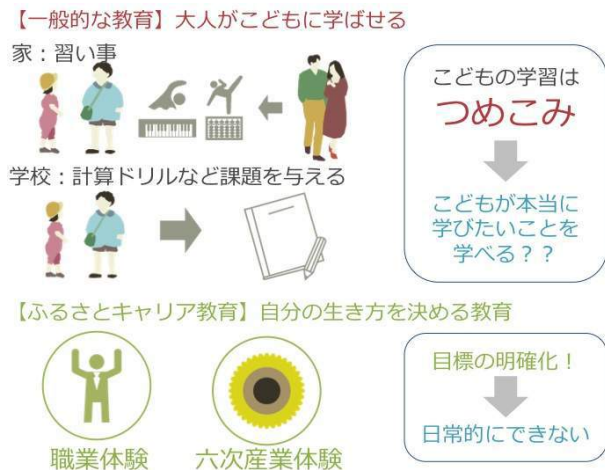 【一般的な教育】大人がこどもに学ばせる
家：習い事
学校：計算ドリルなど課題を与える
こどもの学習は
つめこみ
こどもが本当に
学びたいことを
学べる？？
【ふるさとキャリア教育】自分の生き方を決める教育
職業体験
六次産業体験
目標の明確化！
日常的にできない